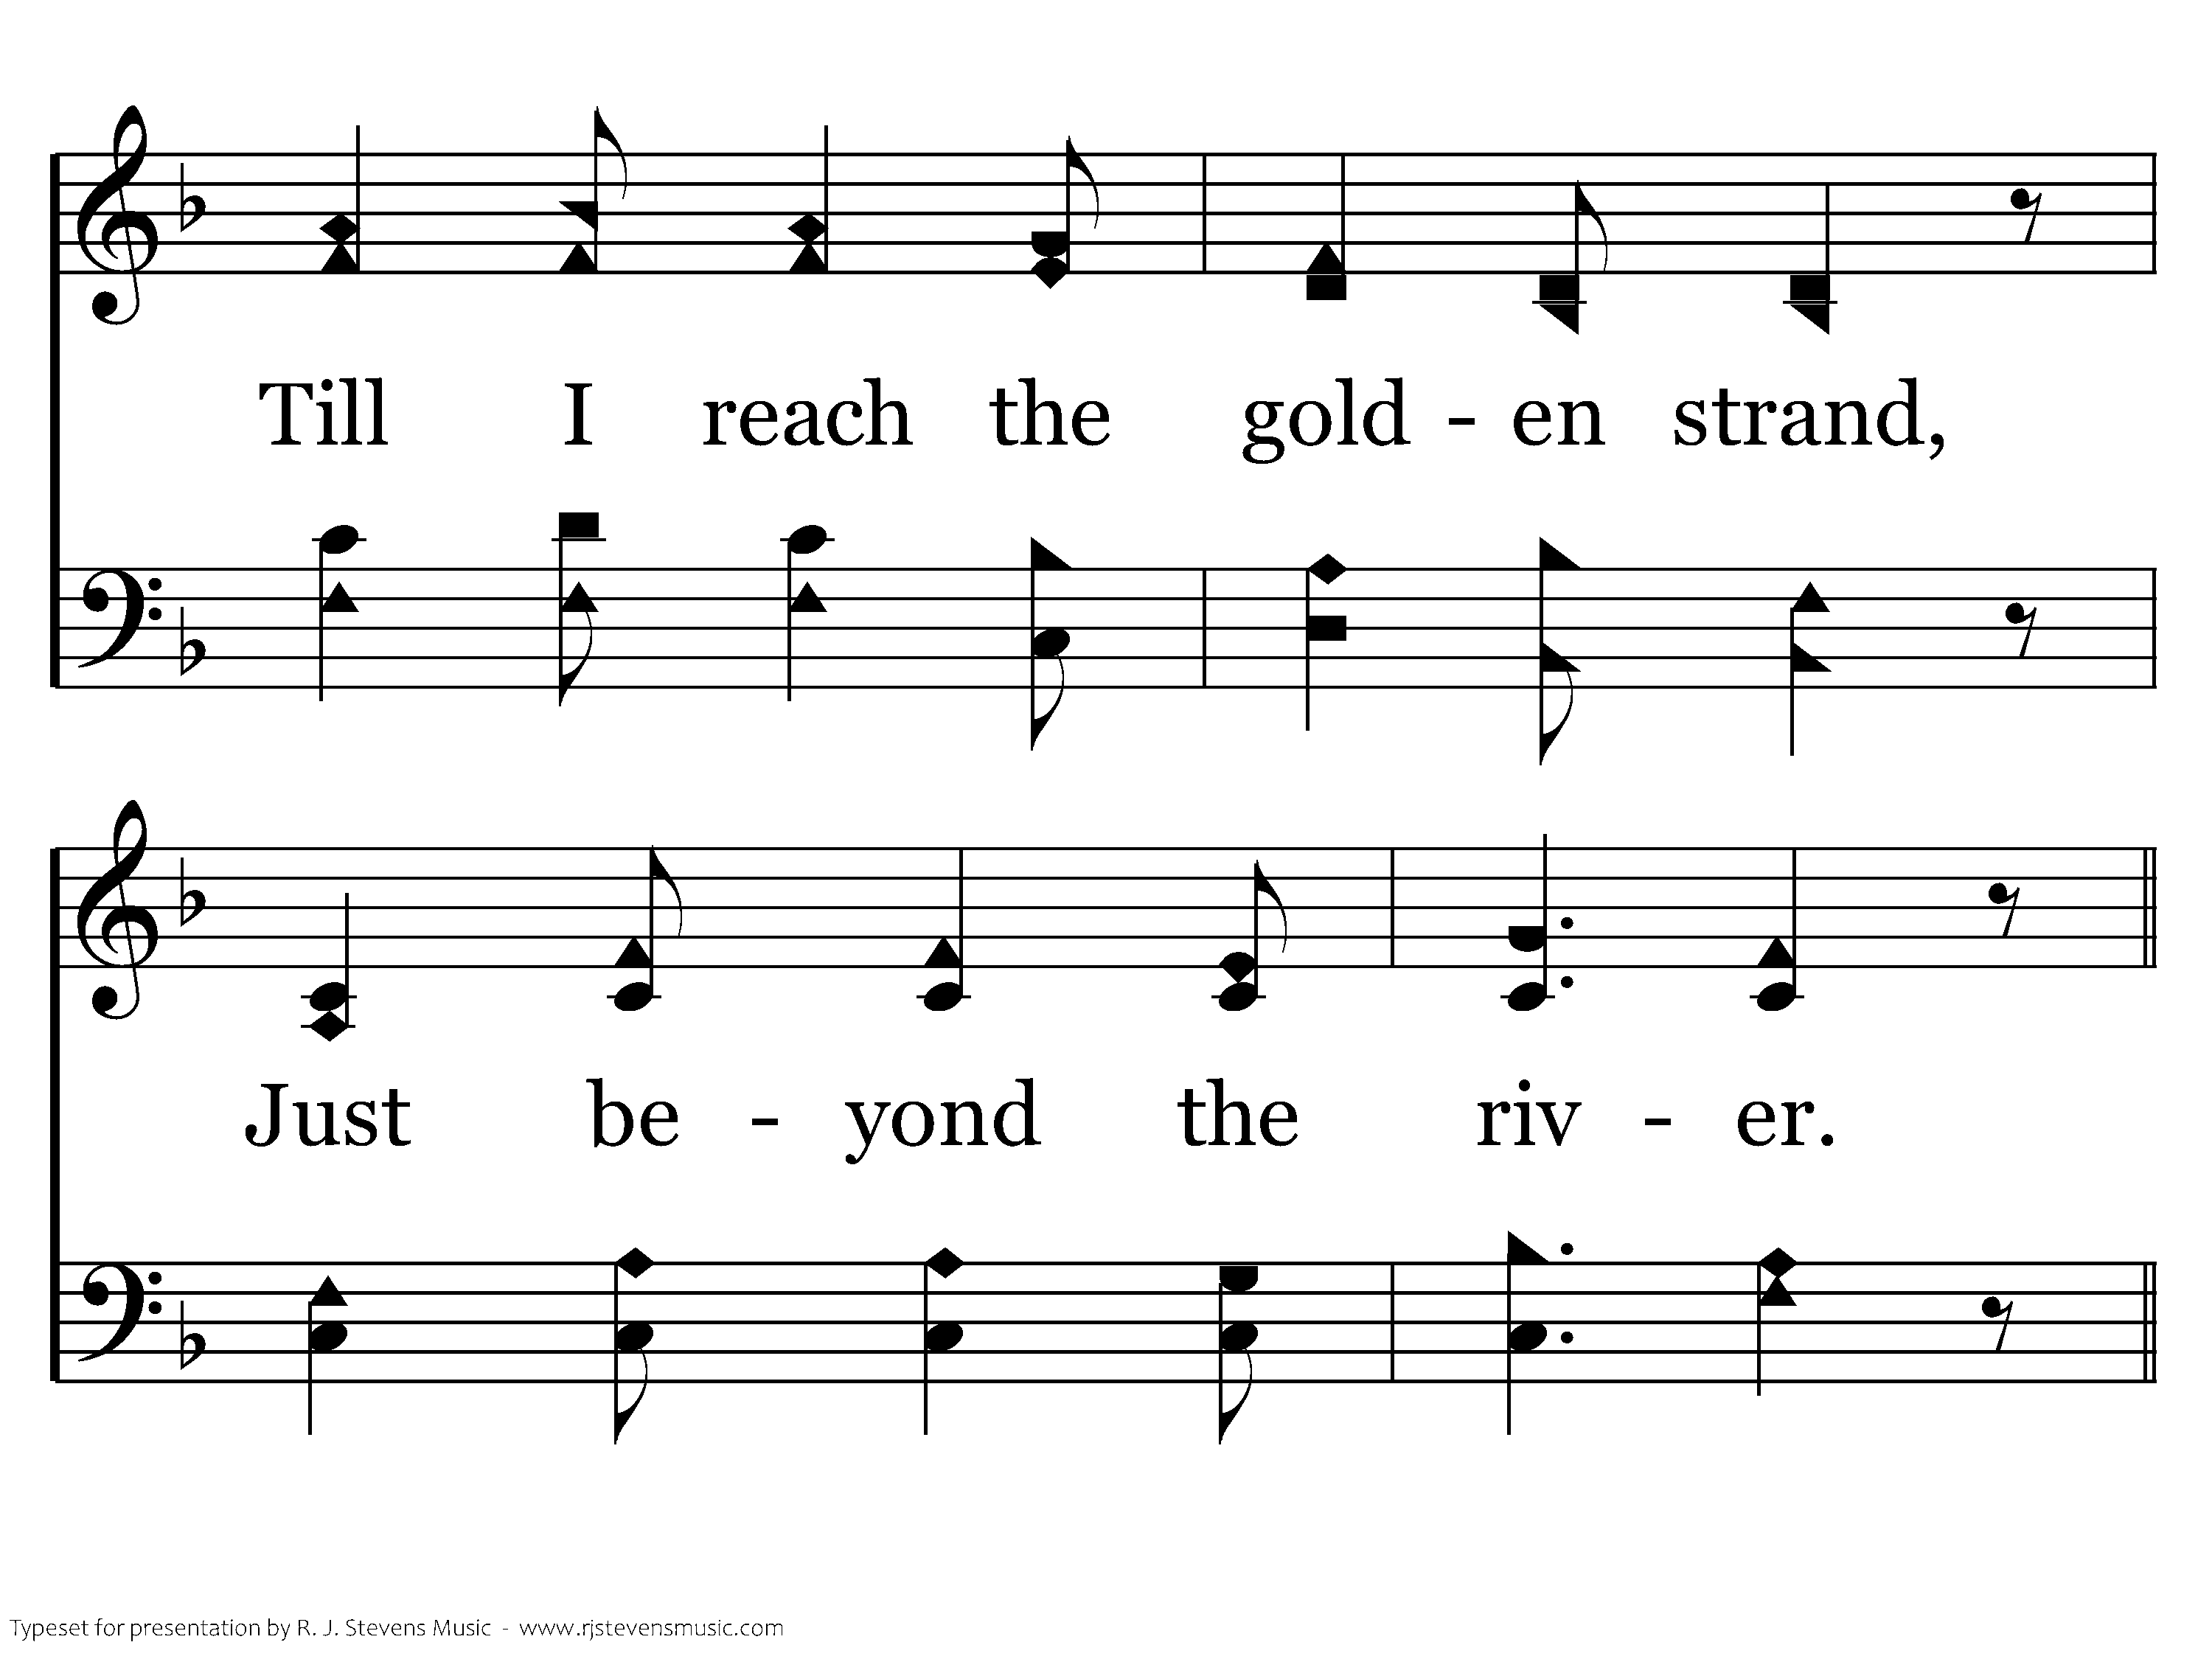 Till I reach the gold - en strand,
Just be - yond the riv - er.
Typeset for presentation by R. J. Stevens Music - www.rjstevensmusic.com